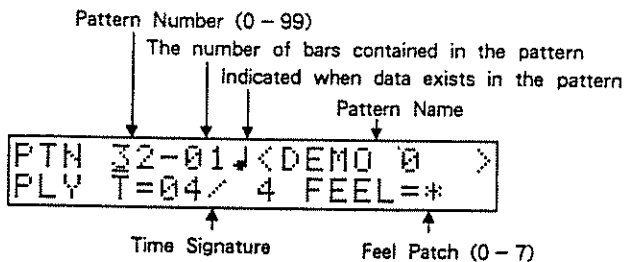 Pattern Number (0 – 99)
The number of bars contained in the pattern
Indicated when data exists in the pattern
Pattern Name
PTN 32-01♩<DEMO 0 >
PLY T=04/ 4 FEEL=*
Time Signature
Feel Patch (0 – 7)